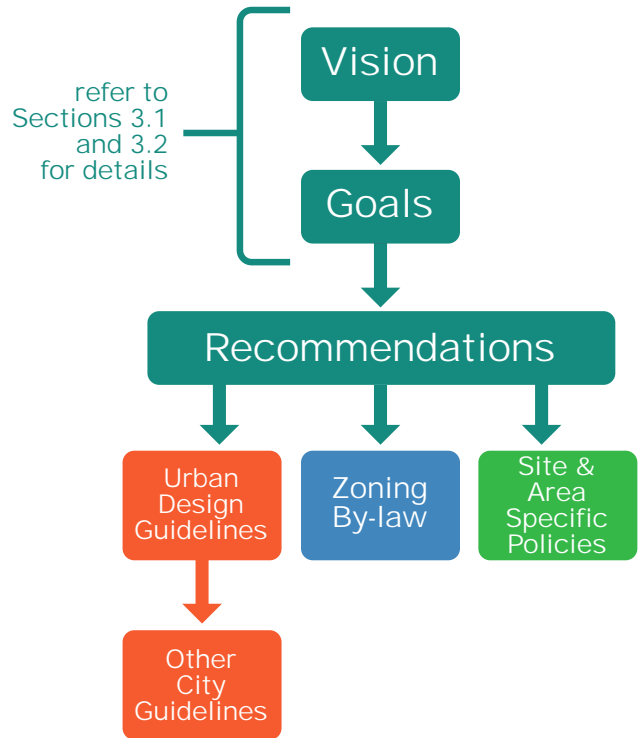 Vision
refer to
Sections 3.1
and 3.2
for details
Goals
Recommendations
Urban
Design
Guidelines
Zoning
By-law
Site &
Area
Specific
Policies
Other
City
Guidelines